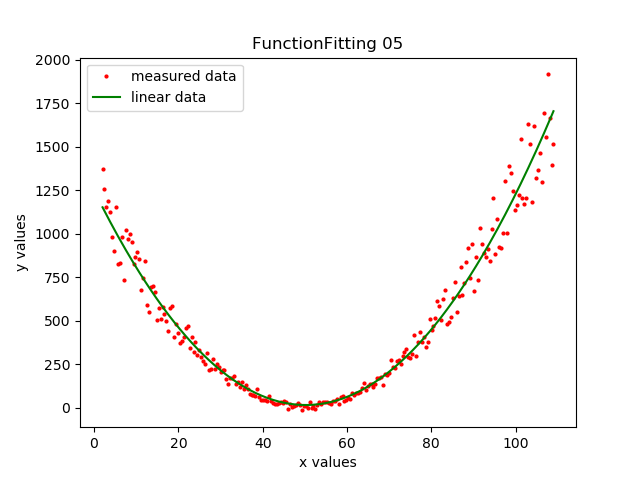 FunctionFitting 05
measured data
linear data
2000
1750
1500
1250
1000
750
500
250
0
y values
0 20 40 60 80 100
x values